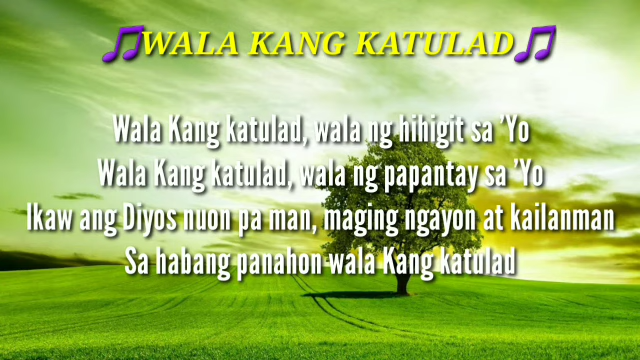 🎵WALA KANG KATULAD🎵
Wala Kang katulad, wala ng hihigit sa 'Yo
Wala Kang katulad, wala ng papantay sa 'Yo
Ikaw ang Diyos nuon pa man, maging ngayon at kailanman
Sa habang panahon wala Kang katulad